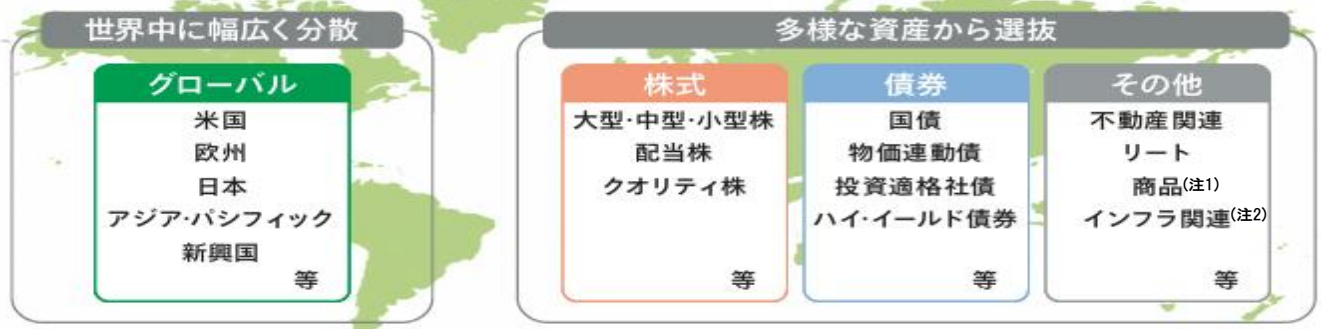 世界中に幅広く分散
グローバル
米国
欧州
日本
アジア・パシフィック
新興国
等
多様な資産から選抜
株式
大型・中型・小型株
配当株
クオリティ株
等
債券
国債
物価連動債
投資適格社債
ハイ・イールド債券
等
その他
不動産関連
リート
商品(注1)
インフラ関連(注2)
等